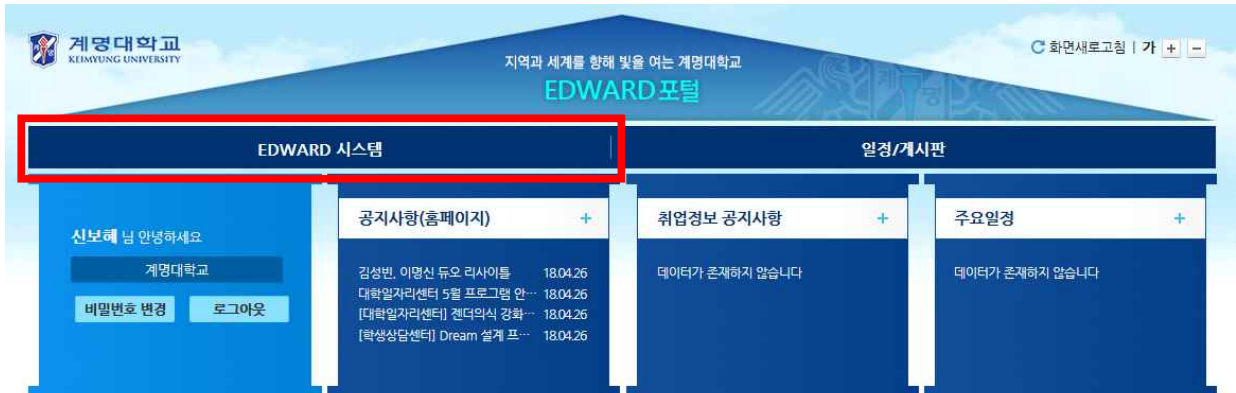 계명대학교
KEIMYUNG UNIVERSITY
화면새로고침 | 가 + −
지역과 세계를 향해 빛을 여는 계명대학교
EDWARD포털
EDWARD 시스템
일정/게시판
신보혜 님 안녕하세요
계명대학교
비밀번호 변경
로그아웃
공지사항(홈페이지) +
김성빈, 이명신 듀오 리사이틀 18.04.26
대학일자리센터 5월 프로그램 안… 18.04.26
[대학일자리센터] 젠더의식 강화… 18.04.26
[학생상담센터] Dream 설계 프… 18.04.26
취업정보 공지사항 +
데이터가 존재하지 않습니다
주요일정 +
데이터가 존재하지 않습니다